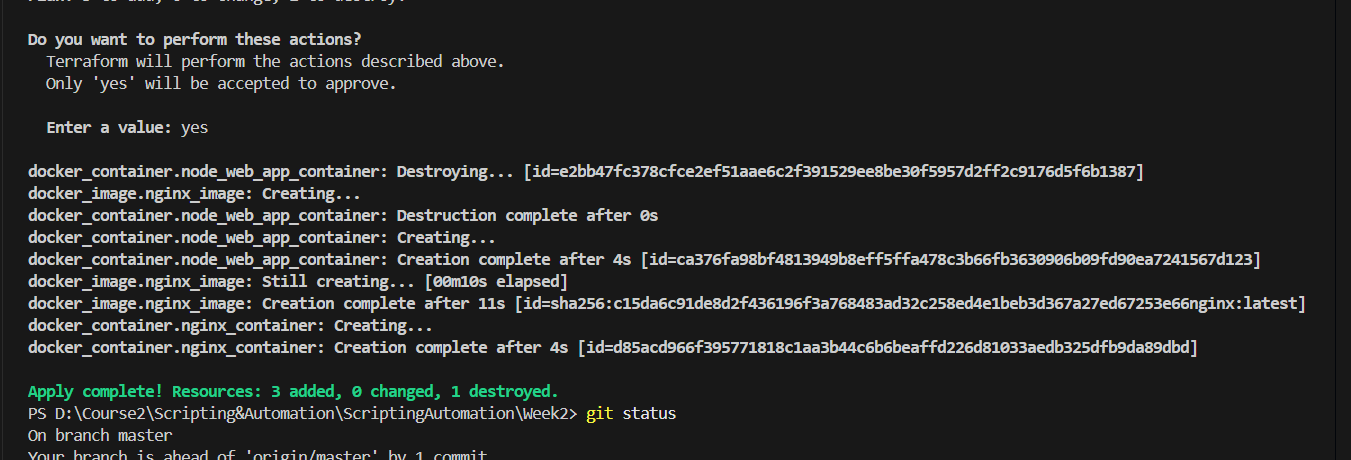 Do you want to perform these actions?
Terraform will perform the actions described above.
Only 'yes' will be accepted to approve.
Enter a value: yes
docker_container.node_web_app_container: Destroying... [id=e2bb47fc378cfce2ef51aae6c2f391529ee8be30f5957d2ff2c9176d5f6b1387]
docker_image.nginx_image: Creating...
docker_container.node_web_app_container: Destruction complete after 0s
docker_container.node_web_app_container: Creating...
docker_container.node_web_app_container: Creation complete after 4s [id=ca376fa98bf4813949b8eff5ffa478c3b66fb3630906b09fd90ea7241567d123]
docker_image.nginx_image: Still creating... [00m10s elapsed]
docker_image.nginx_image: Creation complete after 11s [id=sha256:c15da6c91de8d2f436196f3a768483ad32c258ed4e1beb3d367a27ed67253e66nginx:latest]
docker_container.nginx_container: Creating...
docker_container.nginx_container: Creation complete after 4s [id=d85acd966f395771818c1aa3b44c6b6beaffd226d81033aedb325dfb9da89dbd]
Apply complete! Resources: 3 added, 0 changed, 1 destroyed.
PS D:\Course2\Scripting&Automation\ScriptingAutomation\Week2> git status
On branch master
Your branch is ahead of 'origin/master' by 1 commit